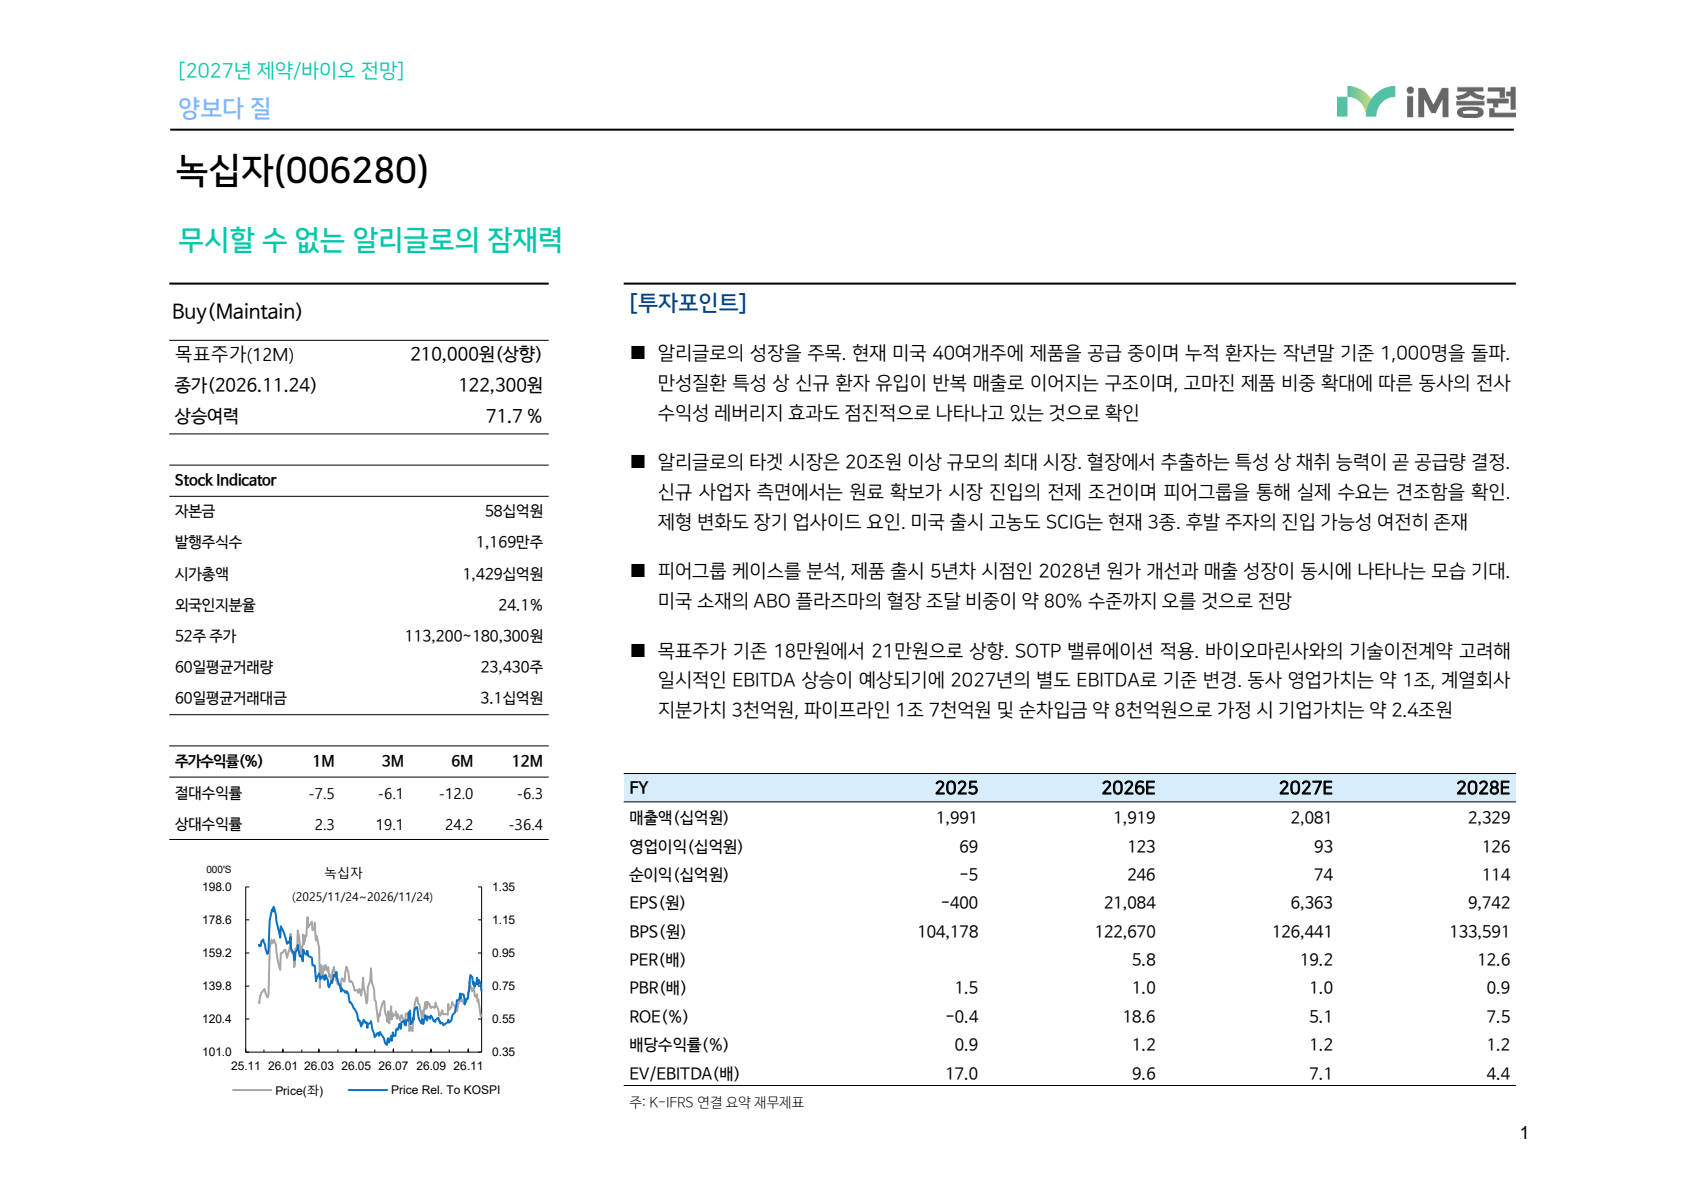 [2027년 제약/바이오 전망]
양보다 질
iM증권
녹십자(006280)
무시할 수 없는 알리글로의 잠재력
Buy(Maintain)
목표주가(12M) 210,000원(상향)
종가(2026.11.24) 122,300원
상승여력 71.7 %
Stock Indicator
자본금 58십억원
발행주식수 1,169만주
시가총액 1,429십억원
외국인지분율 24.1%
52주 주가 113,200~180,300원
60일평균거래량 23,430주
60일평균거래대금 3.1십억원
주가수익률(%) 1M 3M 6M 12M
절대수익률 -7.5 -6.1 -12.0 -6.3
상대수익률 2.3 19.1 24.2 -36.4
000'S 녹십자
(2025/11/24~2026/11/24)
198.0 1.35
178.6 1.15
159.2 0.95
139.8 0.75
120.4 0.55
101.0 0.35
25.11 26.01 26.03 26.05 26.07 26.09 26.11
Price(좌) Price Rel. To KOSPI
[투자포인트]
■ 알리글로의 성장을 주목. 현재 미국 40여개주에 제품을 공급 중이며 누적 환자는 작년말 기준 1,000명을 돌파.
만성질환 특성 상 신규 환자 유입이 반복 매출로 이어지는 구조이며, 고마진 제품 비중 확대에 따른 동사의 전사
수익성 레버리지 효과도 점진적으로 나타나고 있는 것으로 확인
■ 알리글로의 타겟 시장은 20조원 이상 규모의 최대 시장. 혈장에서 추출하는 특성 상 채취 능력이 곧 공급량 결정.
신규 사업자 측면에서는 원료 확보가 시장 진입의 전제 조건이며 피어그룹을 통해 실제 수요는 견조함을 확인.
제형 변화도 장기 업사이드 요인. 미국 출시 고농도 SCIG는 현재 3종. 후발 주자의 진입 가능성 여전히 존재
■ 피어그룹 케이스를 분석, 제품 출시 5년차 시점인 2028년 원가 개선과 매출 성장이 동시에 나타나는 모습 기대.
미국 소재의 ABO 플라즈마의 혈장 조달 비중이 약 80% 수준까지 오를 것으로 전망
■ 목표주가 기존 18만원에서 21만원으로 상향. SOTP 밸류에이션 적용. 바이오마린사와의 기술이전계약 고려해
일시적인 EBITDA 상승이 예상되기에 2027년의 별도 EBITDA로 기준 변경. 동사 영업가치는 약 1조, 계열회사
지분가치 3천억원, 파이프라인 1조 7천억원 및 순차입금 약 8천억원으로 가정 시 기업가치는 약 2.4조원
FY 2025 2026E 2027E 2028E
매출액(십억원) 1,991 1,919 2,081 2,329
영업이익(십억원) 69 123 93 126
순이익(십억원) -5 246 74 114
EPS(원) -400 21,084 6,363 9,742
BPS(원) 104,178 122,670 126,441 133,591
PER(배) 5.8 19.2 12.6
PBR(배) 1.5 1.0 1.0 0.9
ROE(%) -0.4 18.6 5.1 7.5
배당수익률(%) 0.9 1.2 1.2 1.2
EV/EBITDA(배) 17.0 9.6 7.1 4.4
주: K-IFRS 연결 요약 재무제표
1